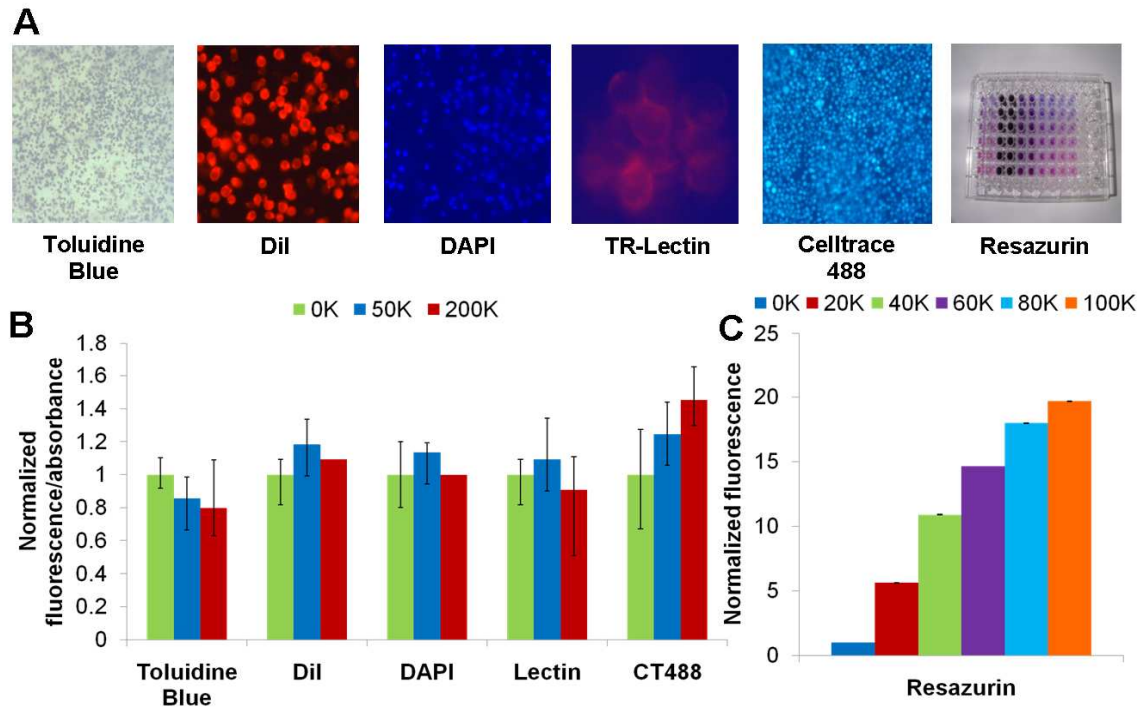 A
Toluidine
Blue
DiI
DAPI
TR-Lectin
Celltrace
488
Resazurin
B
0K 50K 200K
Normalized
fluorescence/absorbance
1.8
1.6
1.4
1.2
1
0.8
0.6
0.4
0.2
0
Toluidine
Blue
DiI
DAPI
Lectin
CT488
0K 20K 40K 60K 80K 100K
C
Normalized fluorescence
25
20
15
10
5
0
Resazurin